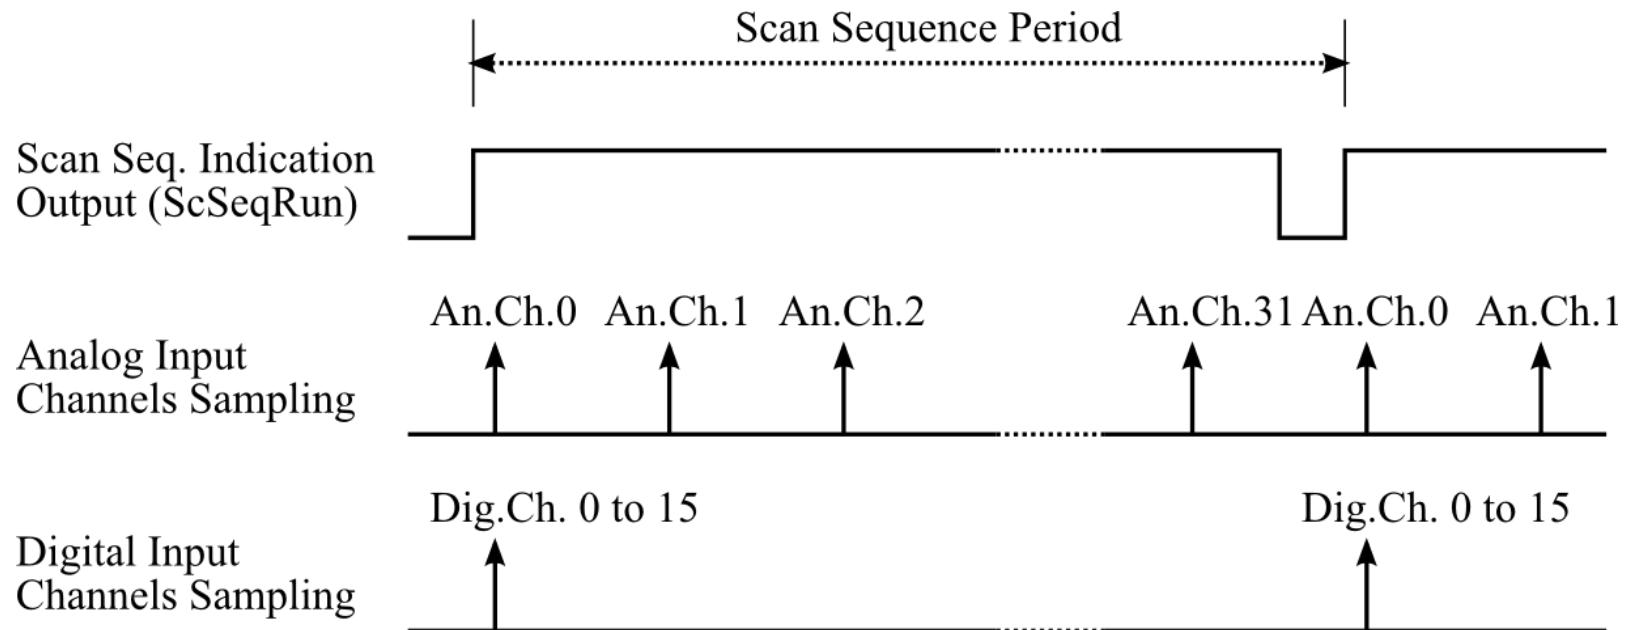 Scan Sequence Period
Scan Seq. Indication
Output (ScSeqRun)
An.Ch.0 An.Ch.1 An.Ch.2 An.Ch.31 An.Ch.0 An.Ch.1
Analog Input
Channels Sampling
Dig.Ch. 0 to 15 Dig.Ch. 0 to 15
Digital Input
Channels Sampling